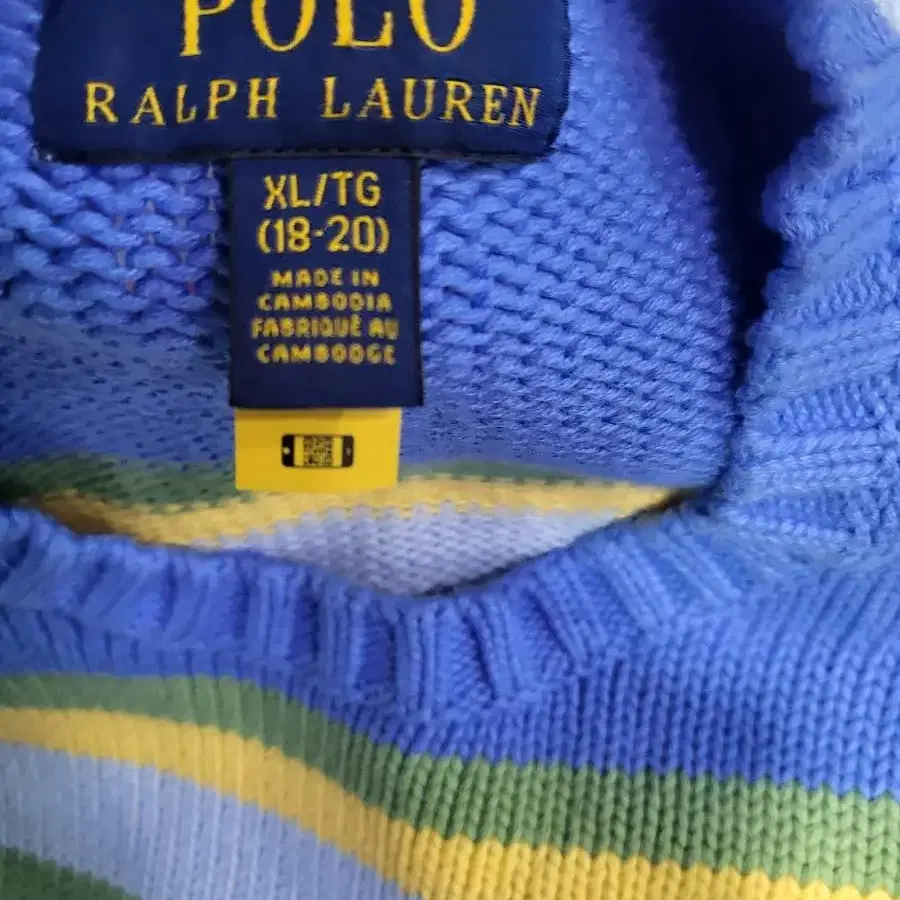 POLO
RALPH LAUREN
XL/TG
(18-20)
MADE IN
CAMBODIA
FABRIQUÉ AU
CAMBODGE